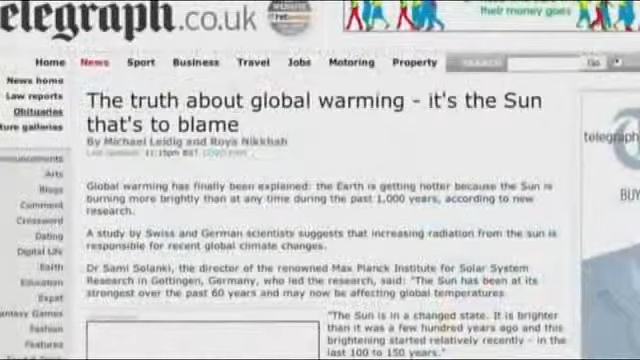 elegraph.co.uk
their money goes
Home News Sport Business Travel Jobs Motoring Property SEARCH Go
News home
Law reports
Obituaries
ture galleries
nouncements
Arts
Blogs
Comment
Crossword
Dating
Digital Life
Earth
Education
Expat
antasy Games
Fashion
Features
The truth about global warming - it's the Sun
that's to blame
By Michael Leidig and Roya Nikkhah
11:15pm BST
Global warming has finally been explained: the Earth is getting hotter because the Sun is
burning more brightly than at any time during the past 1,000 years, according to new
research.
A study by Swiss and German scientists suggests that increasing radiation from the sun is
responsible for recent global climate changes.
Dr Sami Solanki, the director of the renowned Max Planck Institute for Solar System
Research in Gottingen, Germany, who led the research, said: "The Sun has been at its
strongest over the past 60 years and may now be affecting global temperatures.
"The Sun is in a changed state. It is brighter
than it was a few hundred years ago and this
brightening started relatively recently - in the
last 100 to 150 years."
telegraph
BUY